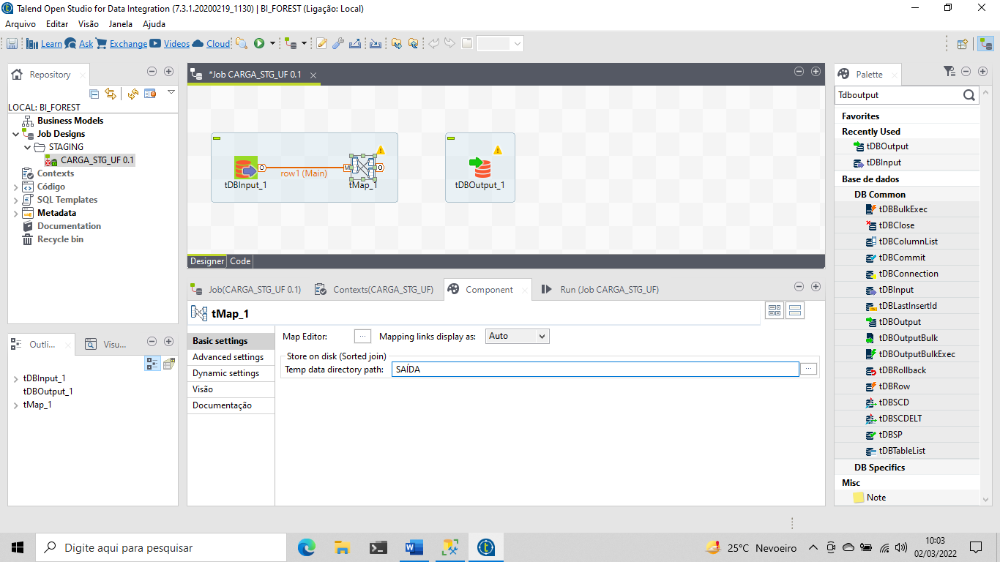 Talend Open Studio for Data Integration (7.3.1.20200219_1130) | BI_FOREST (Ligação: Local)
Arquivo Editar Visão Janela Ajuda
Learn Ask Exchange Videos Cloud
Repository
LOCAL: BI_FOREST
Business Models
Job Designs
STAGING
CARGA_STG_UF 0.1
Contexts
Código
SQL Templates
Metadata
Documentation
Recycle bin
Outli...
Visu...
tDBInput_1
tDBOutput_1
tMap_1
*Job CARGA_STG_UF 0.1
O
row1 (Main)
M
O
tDBInput_1
tMap_1
tDBOutput_1
Designer Code
Job(CARGA_STG_UF 0.1)
Contexts(CARGA_STG_UF)
Component
Run (Job CARGA_STG_UF)
tMap_1
Basic settings
Advanced settings
Dynamic settings
Visão
Documentação
Map Editor: ... Mapping links display as: Auto
Store on disk (Sorted join)
Temp data directory path: SAÍDA ...
Palette
Tdboutput
Favorites
Recently Used
tDBOutput
tDBInput
Base de dados
DB Common
tDBBulkExec
tDBClose
tDBColumnList
tDBCommit
tDBConnection
tDBInput
tDBLastInsertId
tDBOutput
tDBOutputBulk
tDBOutputBulkExec
tDBRollback
tDBRow
tDBSCD
tDBSCDELT
tDBSP
tDBTableList
DB Specifics
Misc
Note
Digite aqui para pesquisar
25°C Nevoeiro
10:03
02/03/2022